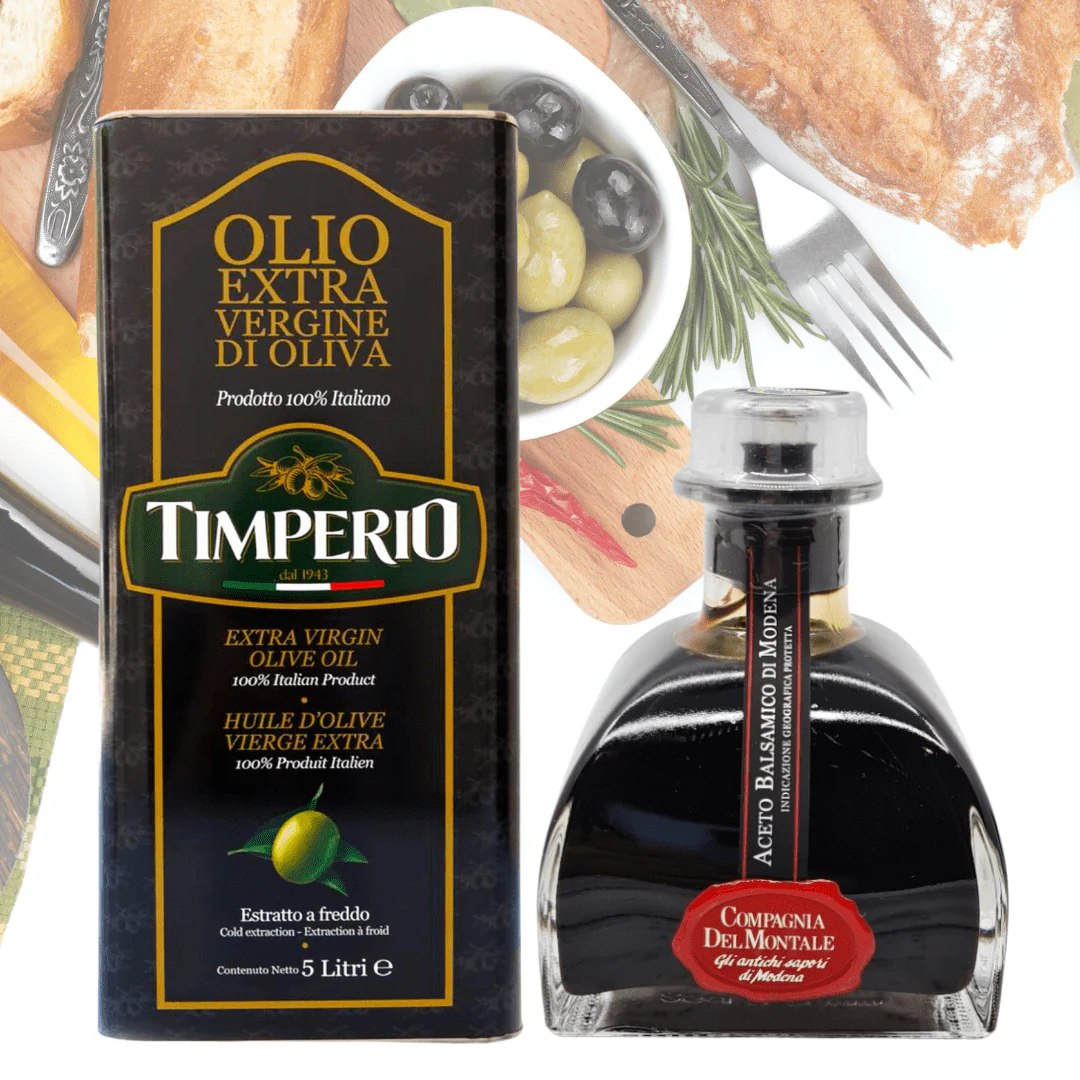 OLIO
EXTRA
VERGINE
DI OLIVA
Prodotto 100% Italiano
TIMPERIO
dal 1943
EXTRA VIRGIN
OLIVE OIL
100% Italian Product
HUILE D'OLIVE
VIERGE EXTRA
100% Produit Italien
Estratto a freddo
Cold extraction - Extraction à froid
Contenuto Netto 5 Litri ℮
ACETO BALSAMICO DI MODENA
INDICAZIONE GEOGRAFICA PROTETTA
COMPAGNIA
DEL MONTALE
Gli antichi sapori
di Modena